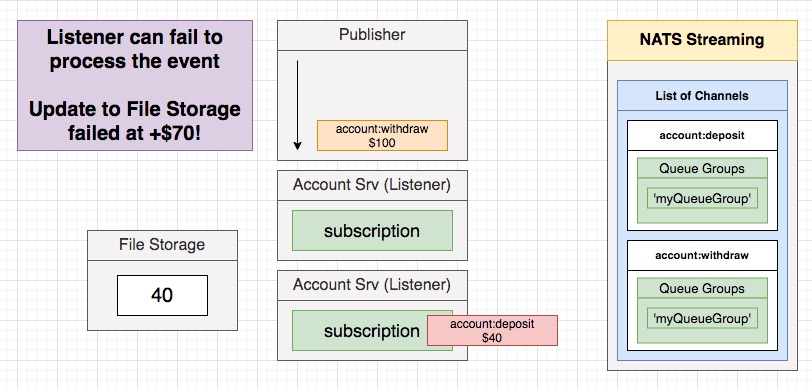 Listener can fail to
process the event
Update to File Storage
failed at +$70!
Publisher
account:withdraw
$100
Account Srv (Listener)
subscription
File Storage
40
Account Srv (Listener)
subscription
account:deposit
$40
NATS Streaming
List of Channels
account:deposit
Queue Groups
'myQueueGroup'
account:withdraw
Queue Groups
'myQueueGroup'